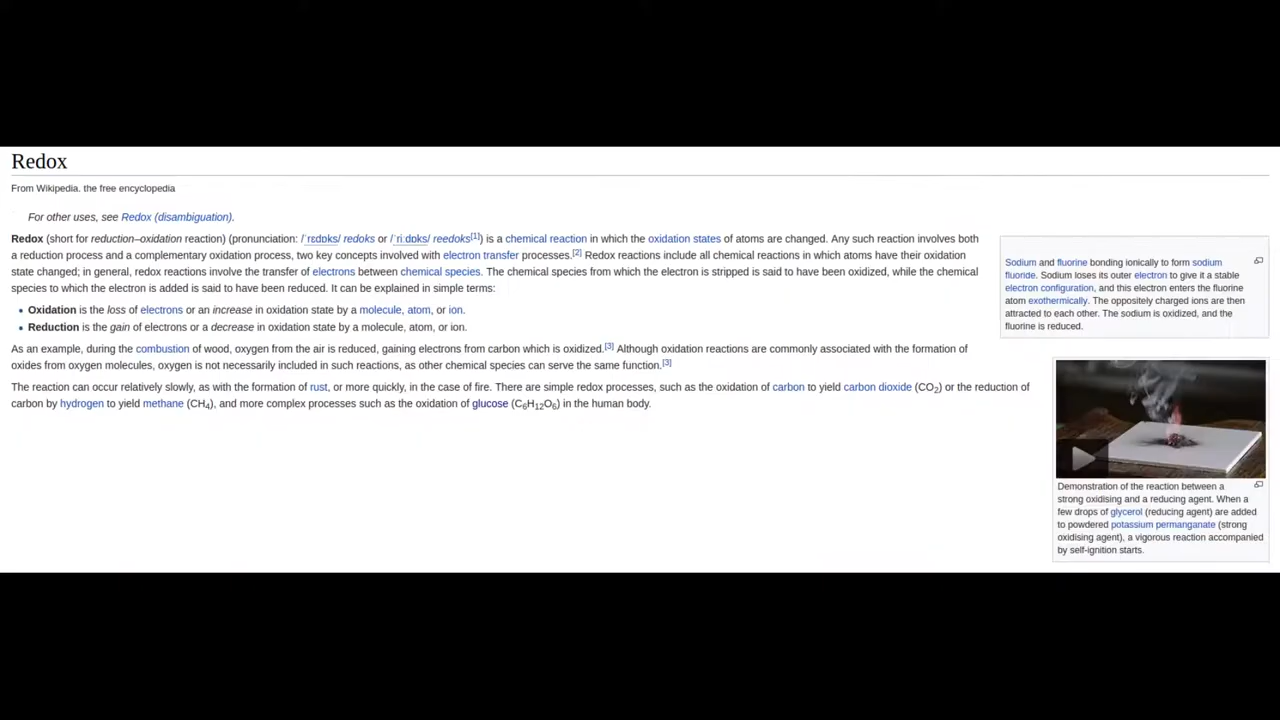 Redox
From Wikipedia, the free encyclopedia
For other uses, see Redox (disambiguation).
Redox (short for reduction–oxidation reaction) (pronunciation: /ˈrɛdɒks/ redoks or /ˈriːdɒks/ reedoks[1]) is a chemical reaction in which the oxidation states of atoms are changed. Any such reaction involves both
a reduction process and a complementary oxidation process, two key concepts involved with electron transfer processes.[2] Redox reactions include all chemical reactions in which atoms have their oxidation
state changed; in general, redox reactions involve the transfer of electrons between chemical species. The chemical species from which the electron is stripped is said to have been oxidized, while the chemical
species to which the electron is added is said to have been reduced. It can be explained in simple terms:
• Oxidation is the loss of electrons or an increase in oxidation state by a molecule, atom, or ion.
• Reduction is the gain of electrons or a decrease in oxidation state by a molecule, atom, or ion.
As an example, during the combustion of wood, oxygen from the air is reduced, gaining electrons from carbon which is oxidized.[3] Although oxidation reactions are commonly associated with the formation of
oxides from oxygen molecules, oxygen is not necessarily included in such reactions, as other chemical species can serve the same function.[3]
The reaction can occur relatively slowly, as with the formation of rust, or more quickly, in the case of fire. There are simple redox processes, such as the oxidation of carbon to yield carbon dioxide (CO2) or the reduction of
carbon by hydrogen to yield methane (CH4), and more complex processes such as the oxidation of glucose (C6H12O6) in the human body.
Sodium and fluorine bonding ionically to form sodium
fluoride. Sodium loses its outer electron to give it a stable
electron configuration, and this electron enters the fluorine
atom exothermically. The oppositely charged ions are then
attracted to each other. The sodium is oxidized, and the
fluorine is reduced.
Demonstration of the reaction between a
strong oxidising and a reducing agent. When a
few drops of glycerol (reducing agent) are added
to powdered potassium permanganate (strong
oxidising agent), a vigorous reaction accompanied
by self-ignition starts.